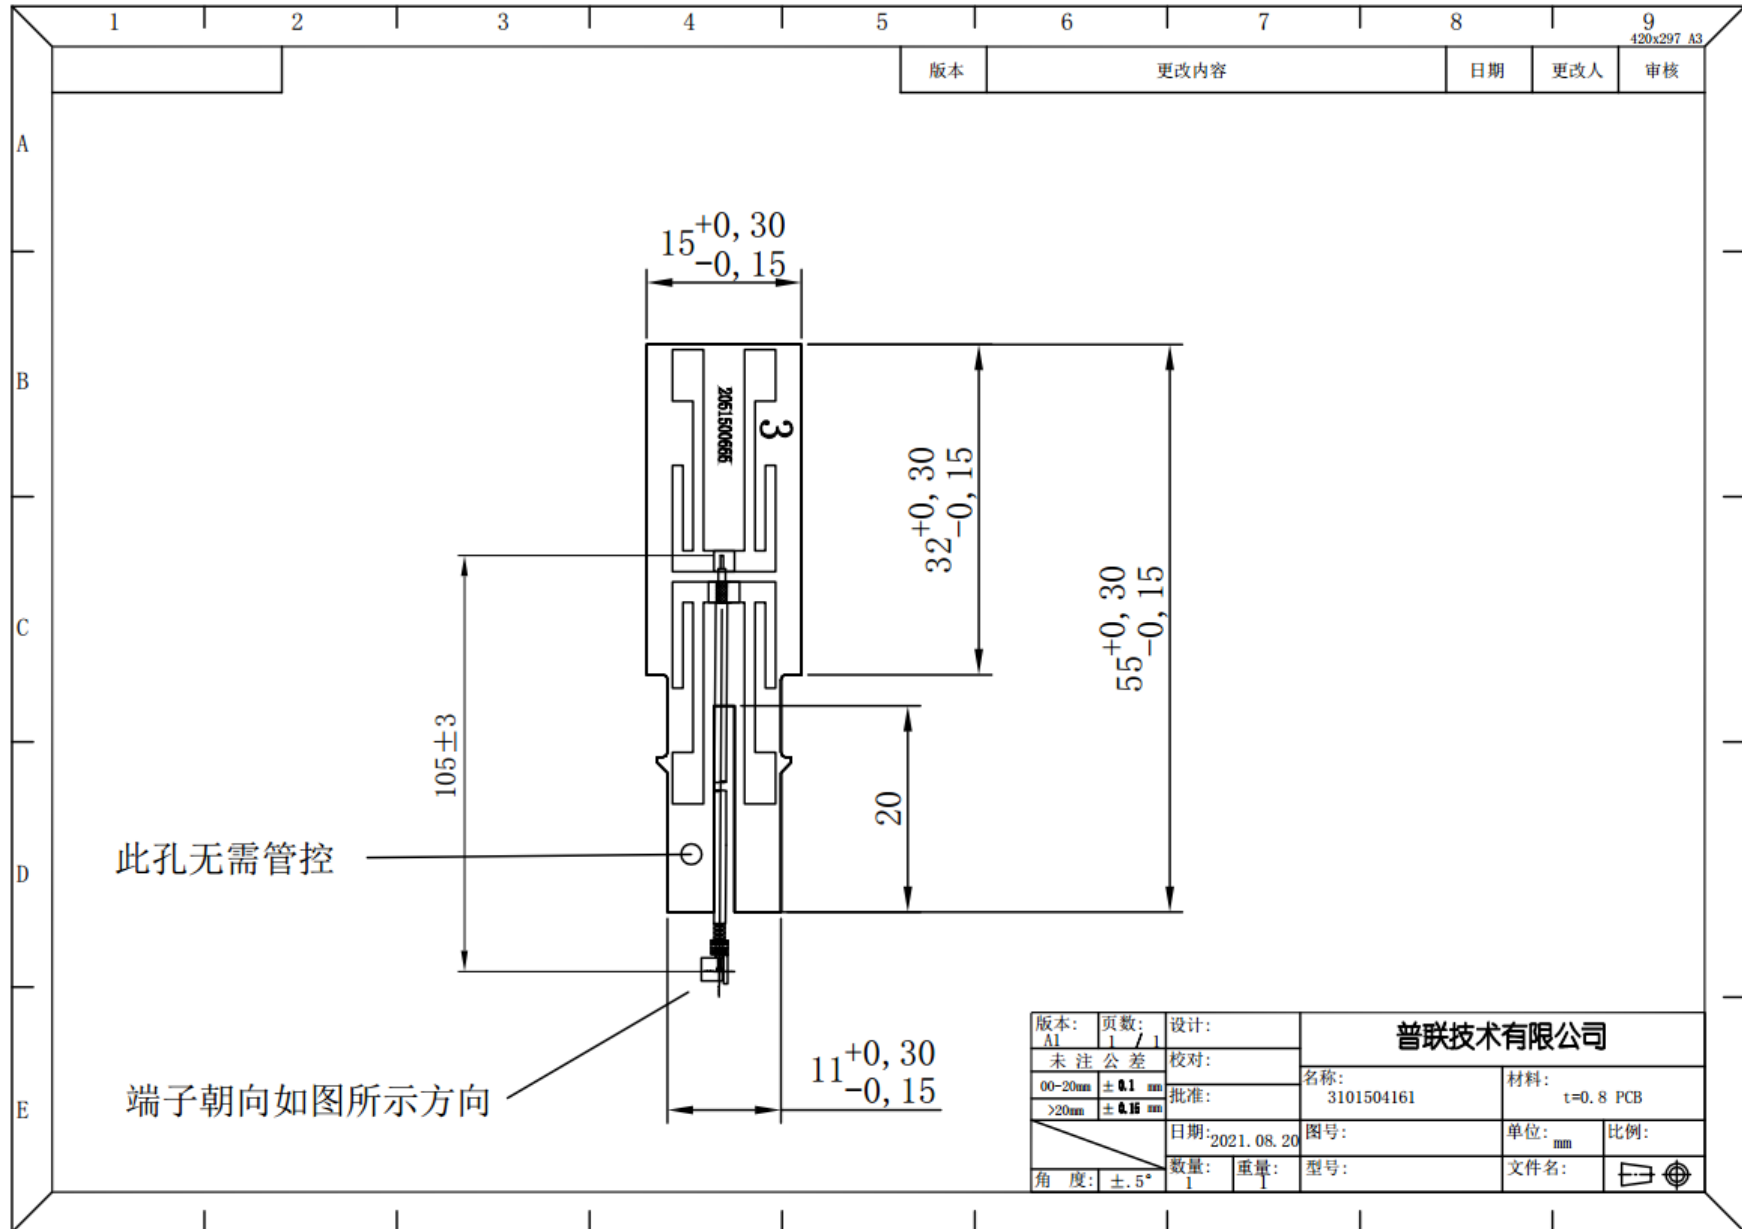 1 2 3 4 5 6 7 8 9
420x297 A3
版本 更改内容 日期 更改人 审核
A
B
C
D
E
15 +0,30 -0,15
2061500666
3
32 +0,30 -0,15
55 +0,30 -0,15
105±3
20
此孔无需管控
11 +0,30 -0,15
端子朝向如图所示方向
版本: A1 页数: 1 / 1 设计:
普联技术有限公司
未注公差 校对:
00-20mm ±0.1 mm 批准:
>20mm ±0.15 mm
名称: 3101504161 材料: t=0.8 PCB
日期: 2021.08.20 图号: 单位: mm 比例:
角 度: ±.5° 数量: 1 重量: 1 型号: 文件名: